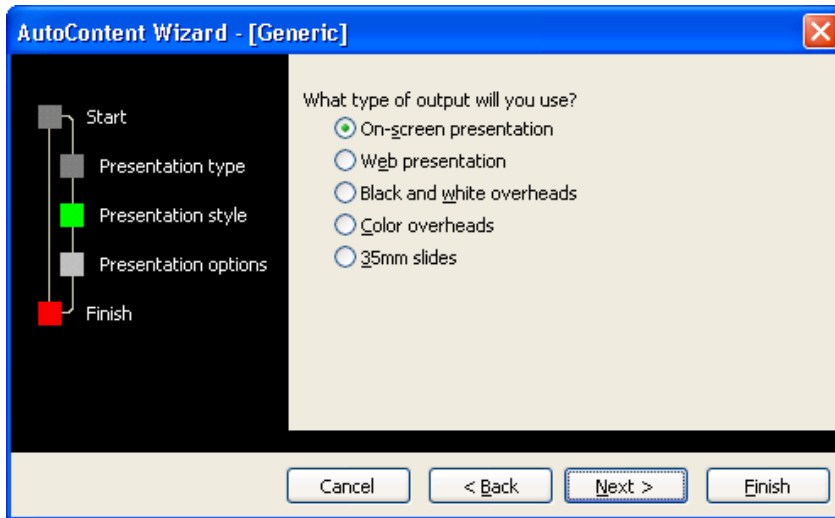 AutoContent Wizard - [Generic]
Start
Presentation type
Presentation style
Presentation options
Finish
What type of output will you use?
On-screen presentation
Web presentation
Black and white overheads
Color overheads
35mm slides
Cancel
< Back
Next >
Finish